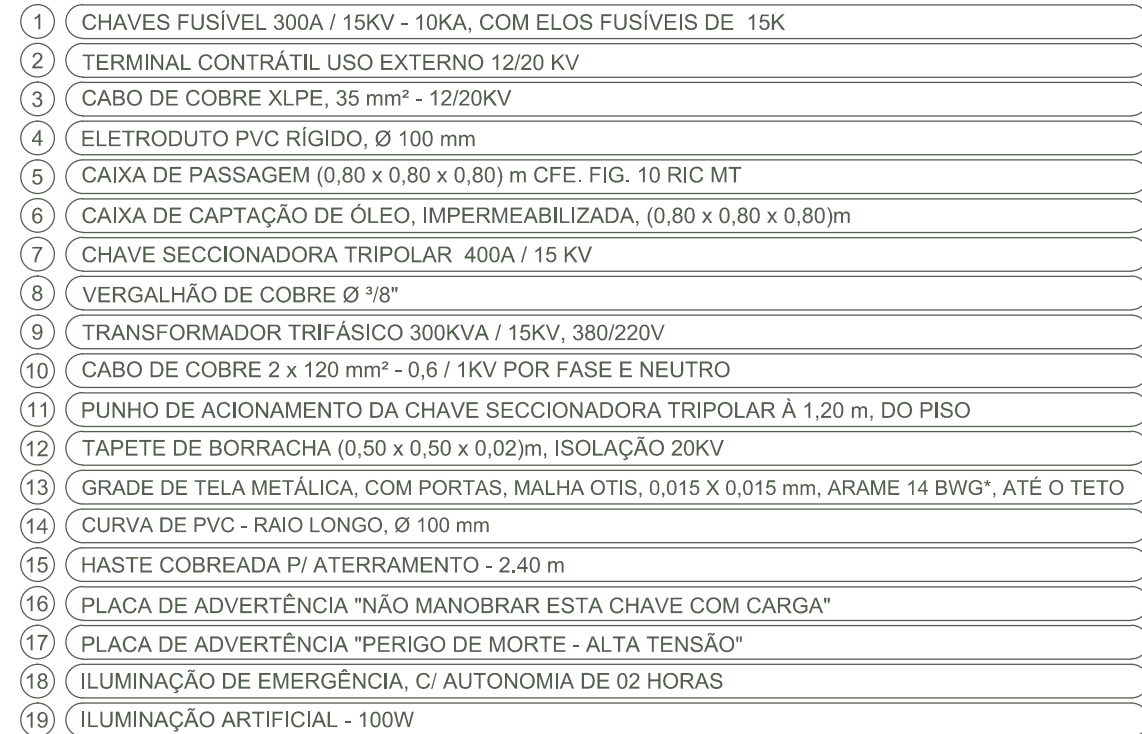 1 CHAVES FUSÍVEL 300A / 15KV - 10KA, COM ELOS FUSÍVEIS DE 15K
2 TERMINAL CONTRÁTIL USO EXTERNO 12/20 KV
3 CABO DE COBRE XLPE, 35 mm² - 12/20KV
4 ELETRODUTO PVC RÍGIDO, Ø 100 mm
5 CAIXA DE PASSAGEM (0,80 x 0,80 x 0,80) m CFE. FIG. 10 RIC MT
6 CAIXA DE CAPTAÇÃO DE ÓLEO, IMPERMEABILIZADA, (0,80 x 0,80 x 0,80)m
7 CHAVE SECCIONADORA TRIPOLAR 400A / 15 KV
8 VERGALHÃO DE COBRE Ø ³/8"
9 TRANSFORMADOR TRIFÁSICO 300KVA / 15KV, 380/220V
10 CABO DE COBRE 2 x 120 mm² - 0,6 / 1KV POR FASE E NEUTRO
11 PUNHO DE ACIONAMENTO DA CHAVE SECCIONADORA TRIPOLAR À 1,20 m, DO PISO
12 TAPETE DE BORRACHA (0,50 x 0,50 x 0,02)m, ISOLAÇÃO 20KV
13 GRADE DE TELA METÁLICA, COM PORTAS, MALHA OTIS, 0,015 X 0,015 mm, ARAME 14 BWG*, ATÉ O TETO
14 CURVA DE PVC - RAIO LONGO, Ø 100 mm
15 HASTE COBREADA P/ ATERRAMENTO - 2.40 m
16 PLACA DE ADVERTÊNCIA "NÃO MANOBRAR ESTA CHAVE COM CARGA"
17 PLACA DE ADVERTÊNCIA "PERIGO DE MORTE - ALTA TENSÃO"
18 ILUMINAÇÃO DE EMERGÊNCIA, C/ AUTONOMIA DE 02 HORAS
19 ILUMINAÇÃO ARTIFICIAL - 100W